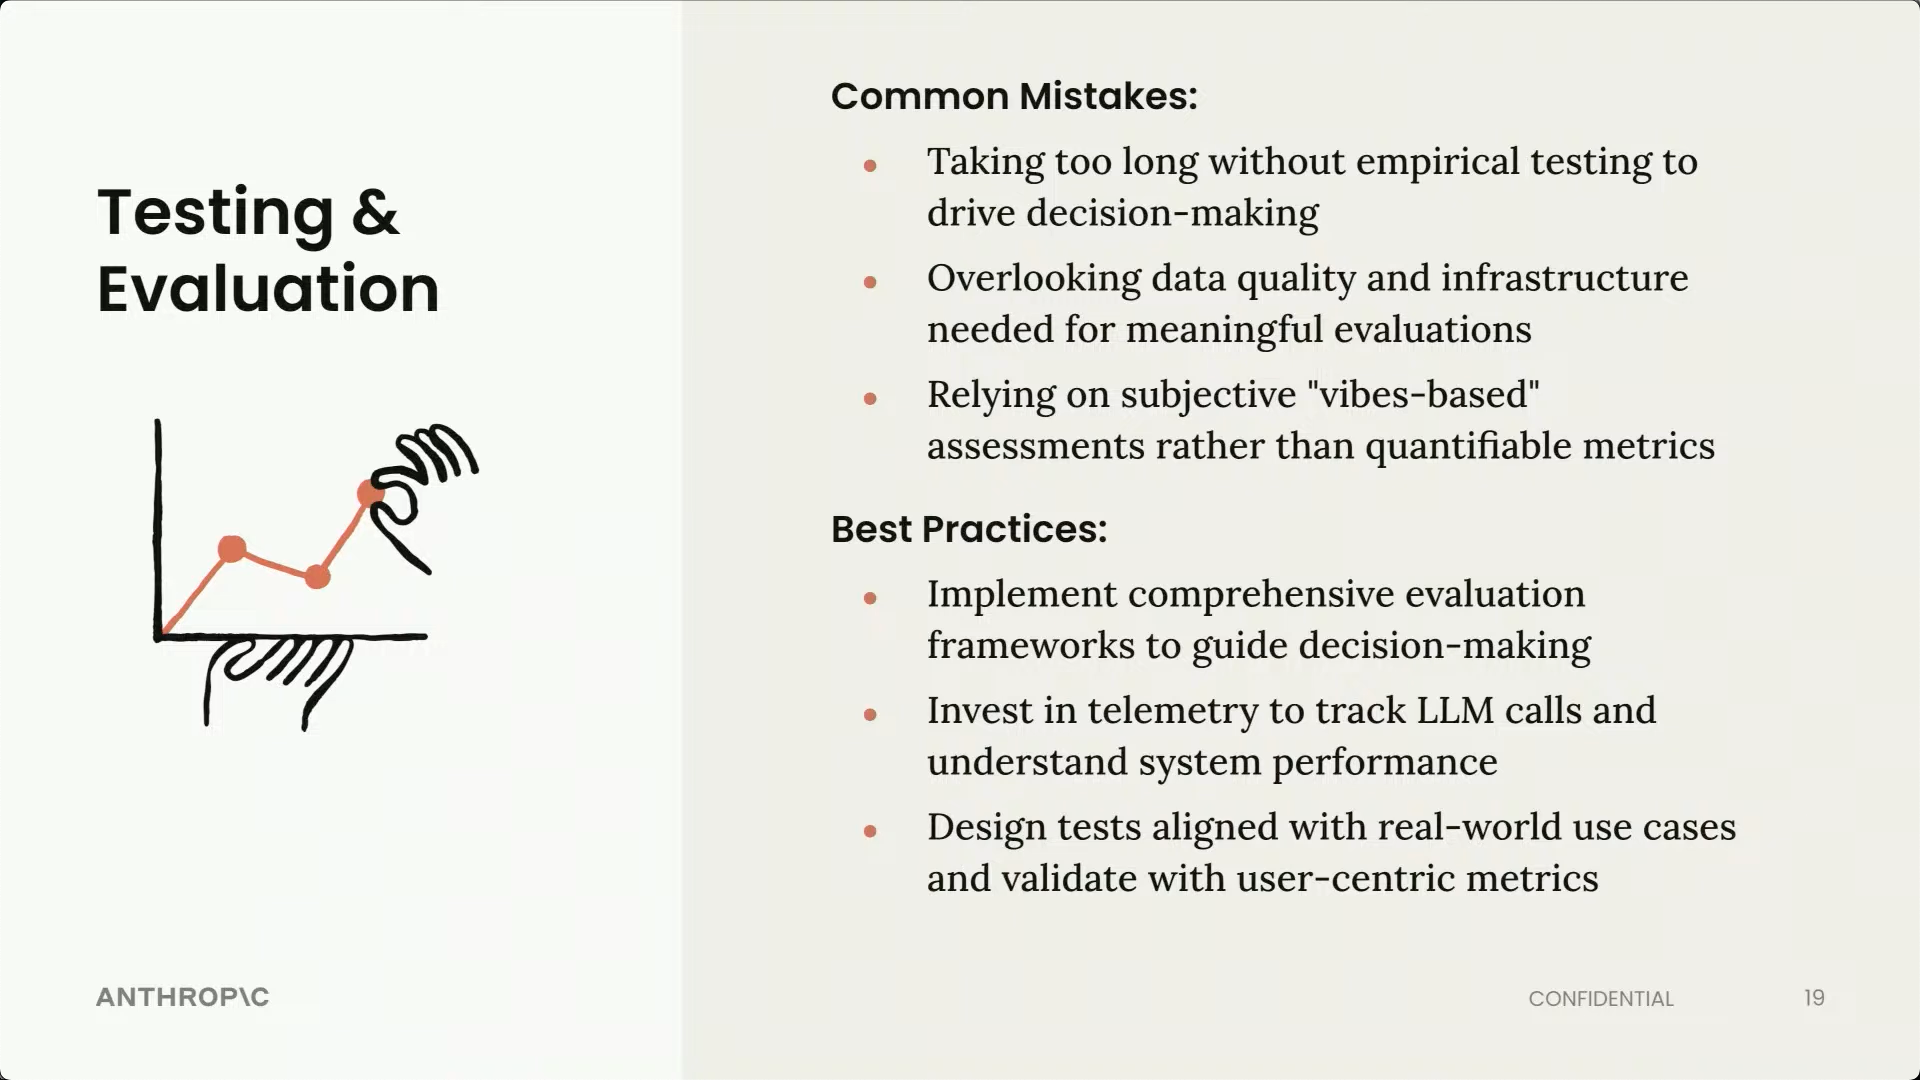 Testing &
Evaluation
Common Mistakes:
Taking too long without empirical testing to
drive decision-making
Overlooking data quality and infrastructure
needed for meaningful evaluations
Relying on subjective "vibes-based"
assessments rather than quantifiable metrics
Best Practices:
Implement comprehensive evaluation
frameworks to guide decision-making
Invest in telemetry to track LLM calls and
understand system performance
Design tests aligned with real-world use cases
and validate with user-centric metrics
ANTHROP\C
CONFIDENTIAL
19